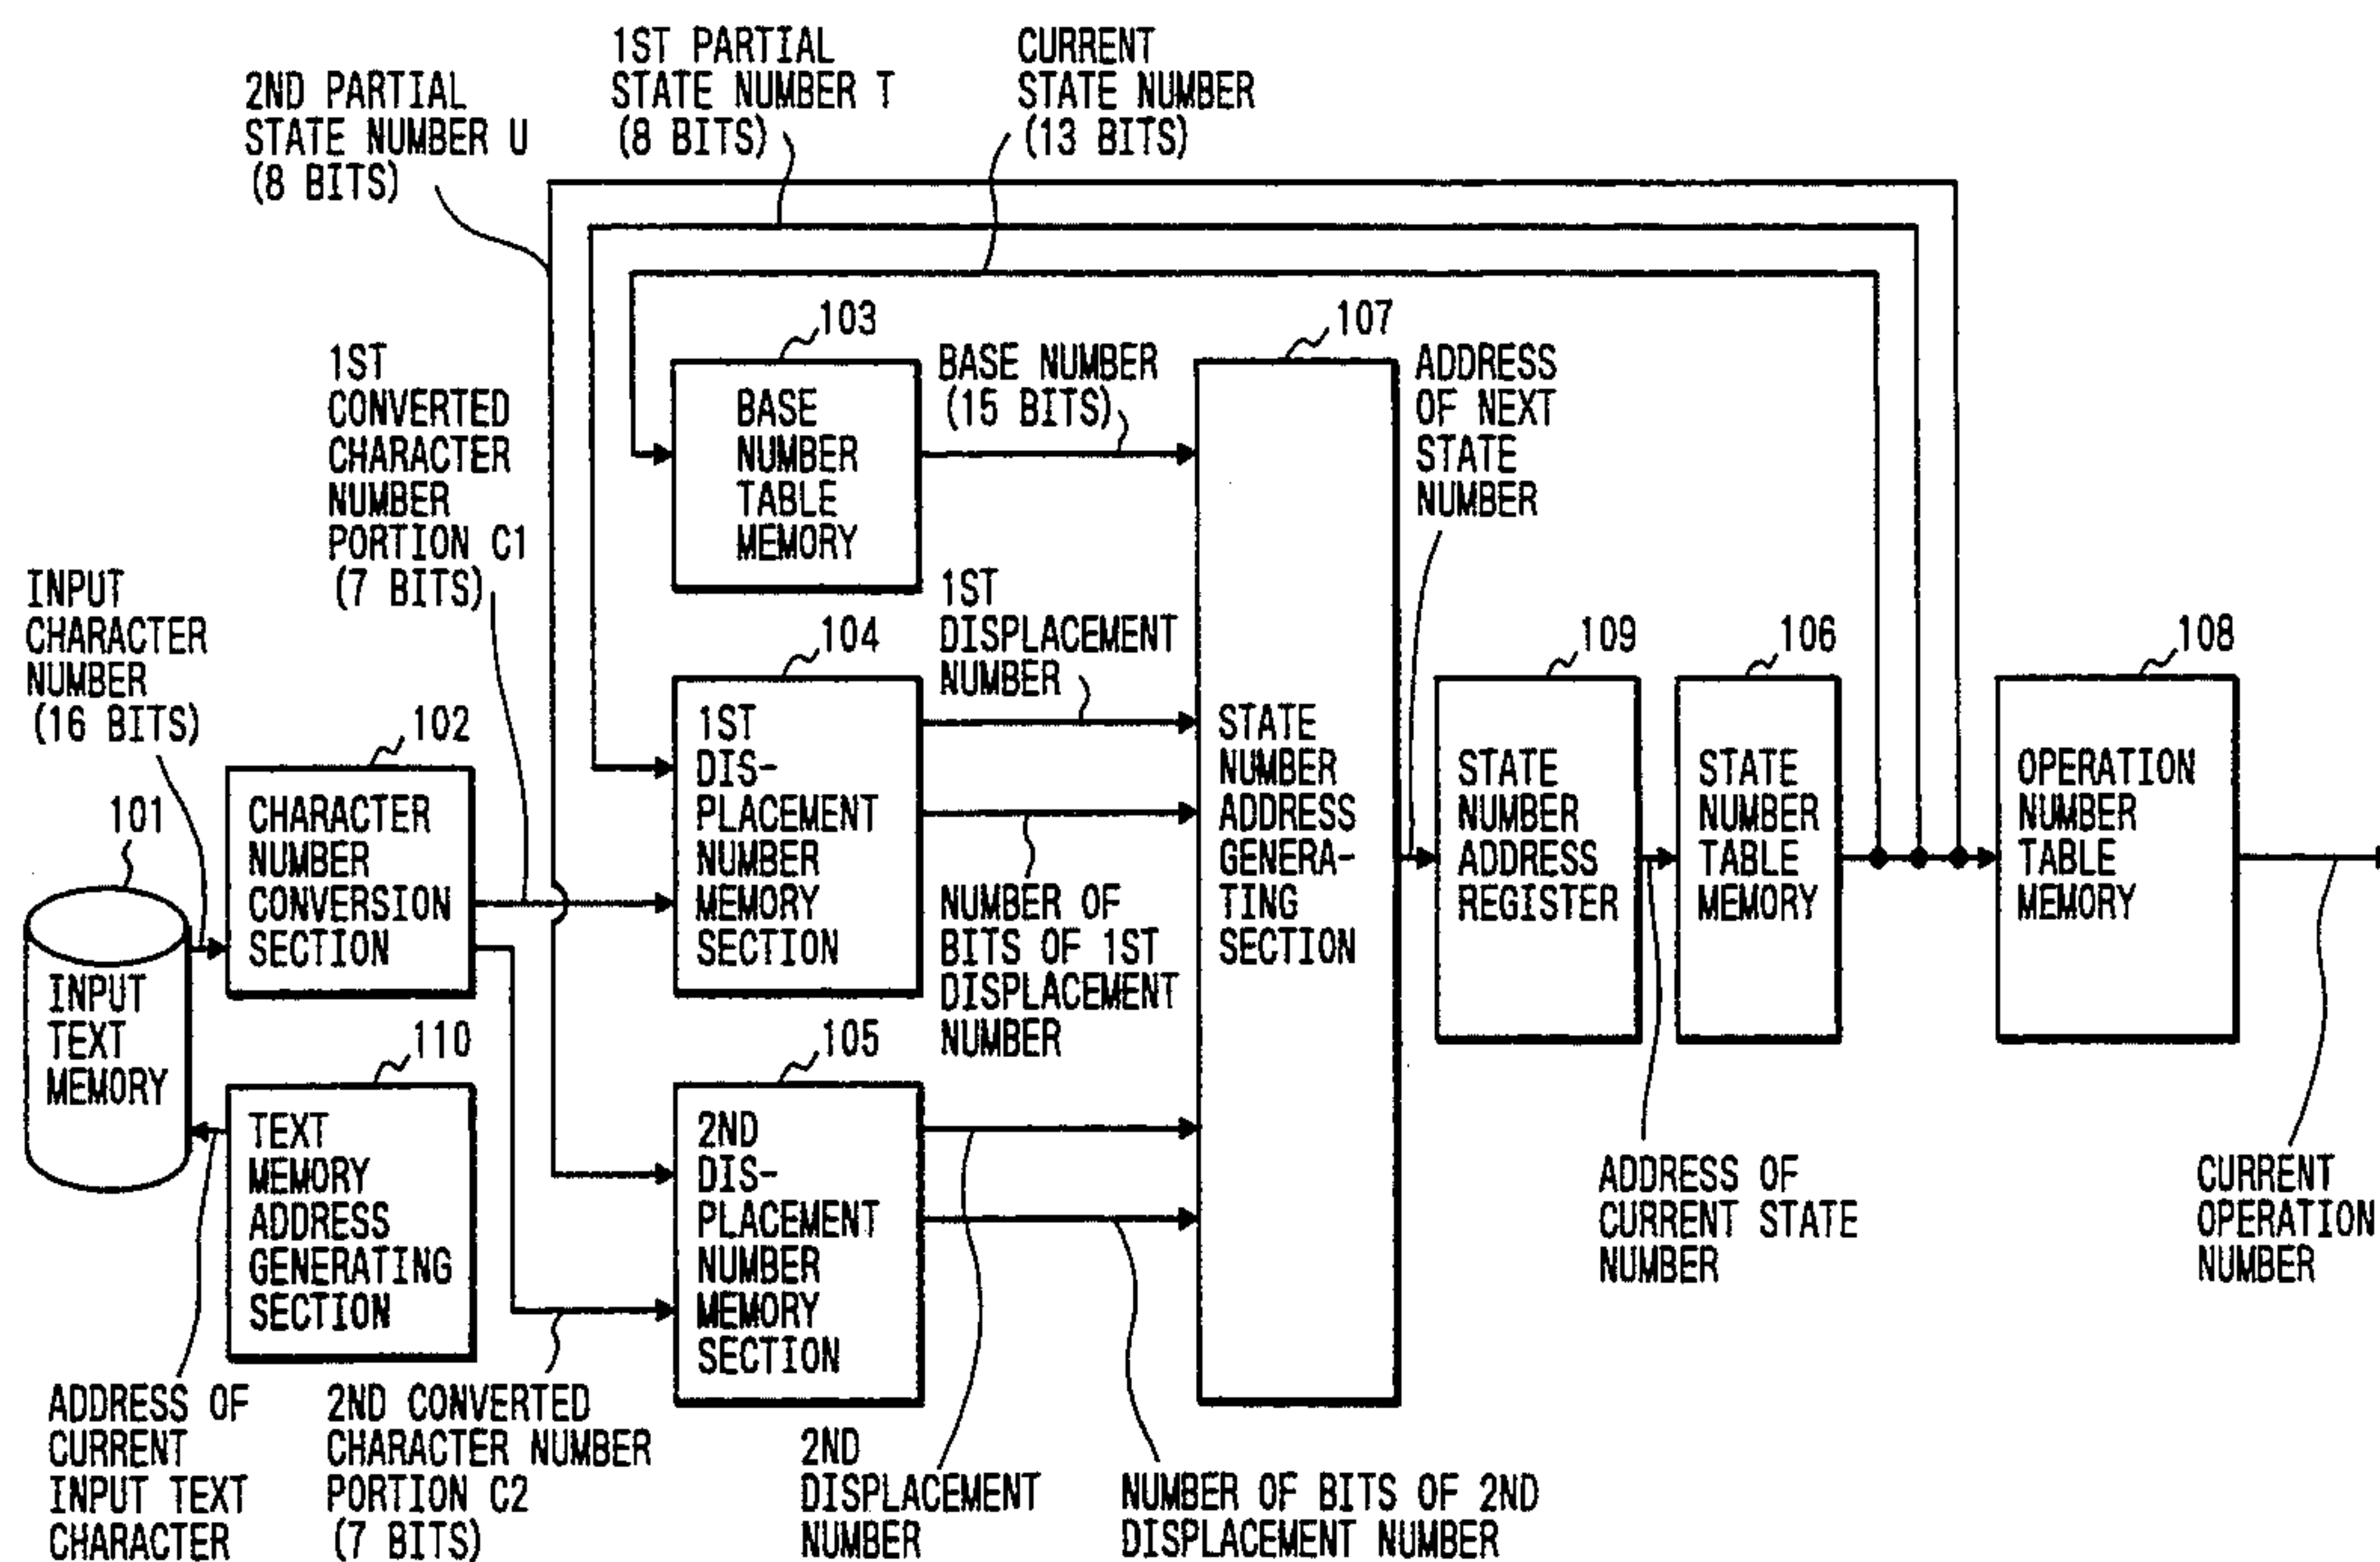 2ND PARTIAL
STATE NUMBER U
(8 BITS)
1ST PARTIAL
STATE NUMBER T
(8 BITS)
CURRENT
STATE NUMBER
(13 BITS)
1ST
CONVERTED
CHARACTER
NUMBER
PORTION C1
(7 BITS)
103
BASE
NUMBER
TABLE
MEMORY
BASE NUMBER
(15 BITS)
107
STATE
NUMBER
ADDRESS
GENERA-
TING
SECTION
ADDRESS
OF NEXT
STATE
NUMBER
INPUT
CHARACTER
NUMBER
(16 BITS)
101
INPUT
TEXT
MEMORY
102
CHARACTER
NUMBER
CONVERSION
SECTION
104
1ST
DIS-
PLACEMENT
NUMBER
MEMORY
SECTION
1ST
DISPLACEMENT
NUMBER
NUMBER OF
BITS OF 1ST
DISPLACEMENT
NUMBER
109
STATE
NUMBER
ADDRESS
REGISTER
106
STATE
NUMBER
TABLE
MEMORY
108
OPERATION
NUMBER
TABLE
MEMORY
110
TEXT
MEMORY
ADDRESS
GENERATING
SECTION
105
2ND
DIS-
PLACEMENT
NUMBER
MEMORY
SECTION
ADDRESS OF
CURRENT STATE
NUMBER
CURRENT
OPERATION
NUMBER
ADDRESS OF
CURRENT
INPUT TEXT
CHARACTER
2ND CONVERTED
CHARACTER NUMBER
PORTION C2
(7 BITS)
2ND
DISPLACEMENT
NUMBER
NUMBER OF BITS OF 2ND
DISPLACEMENT NUMBER